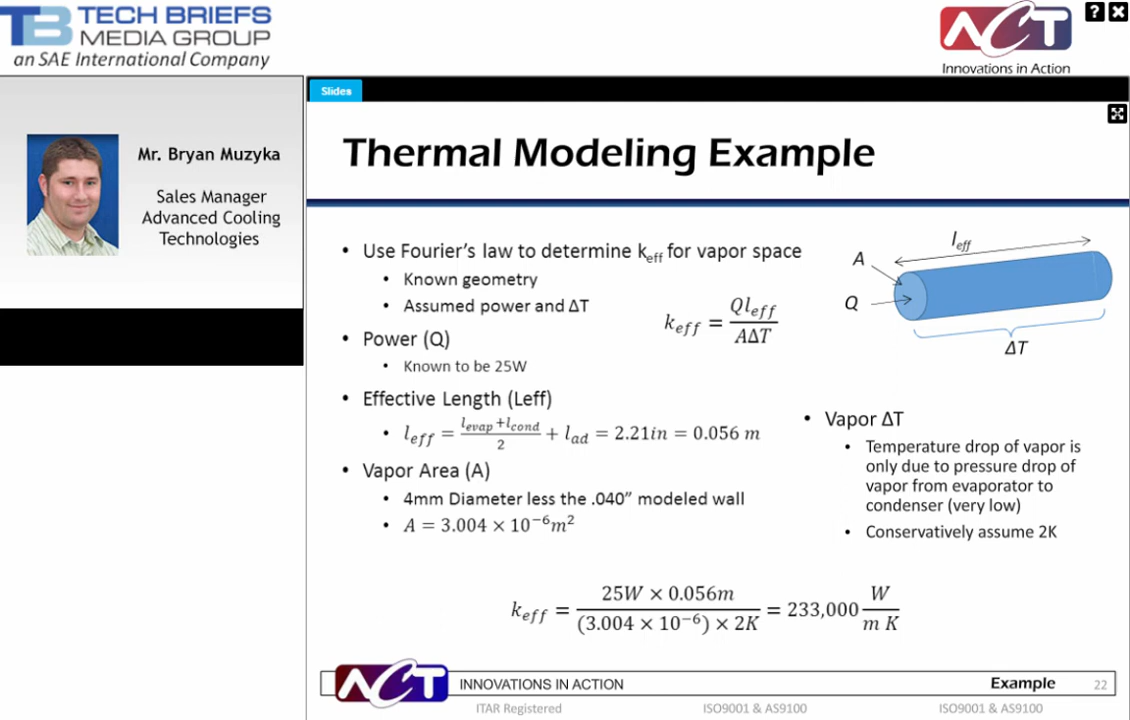 TB TECH BRIEFS
MEDIA GROUP
an SAE International Company
ACT
Innovations in Action
? X
Slides
Mr. Bryan Muzyka
Sales Manager
Advanced Cooling
Technologies
Thermal Modeling Example
• Use Fourier's law to determine k_eff for vapor space
• Known geometry
• Assumed power and ΔT
k_eff = Ql_eff / AΔT
l_eff
A
Q
ΔT
• Power (Q)
• Known to be 25W
• Effective Length (Leff)
• l_eff = (l_evap + l_cond) / 2 + l_ad = 2.21in = 0.056 m
• Vapor Area (A)
• 4mm Diameter less the .040” modeled wall
• A = 3.004 × 10⁻⁶m²
• Vapor ΔT
• Temperature drop of vapor is
only due to pressure drop of
vapor from evaporator to
condenser (very low)
• Conservatively assume 2K
k_eff = 25W × 0.056m / (3.004 × 10⁻⁶) × 2K = 233,000 W / m K
ACT INNOVATIONS IN ACTION
Example 22
ITAR Registered ISO9001 & AS9100 ISO9001 & AS9100